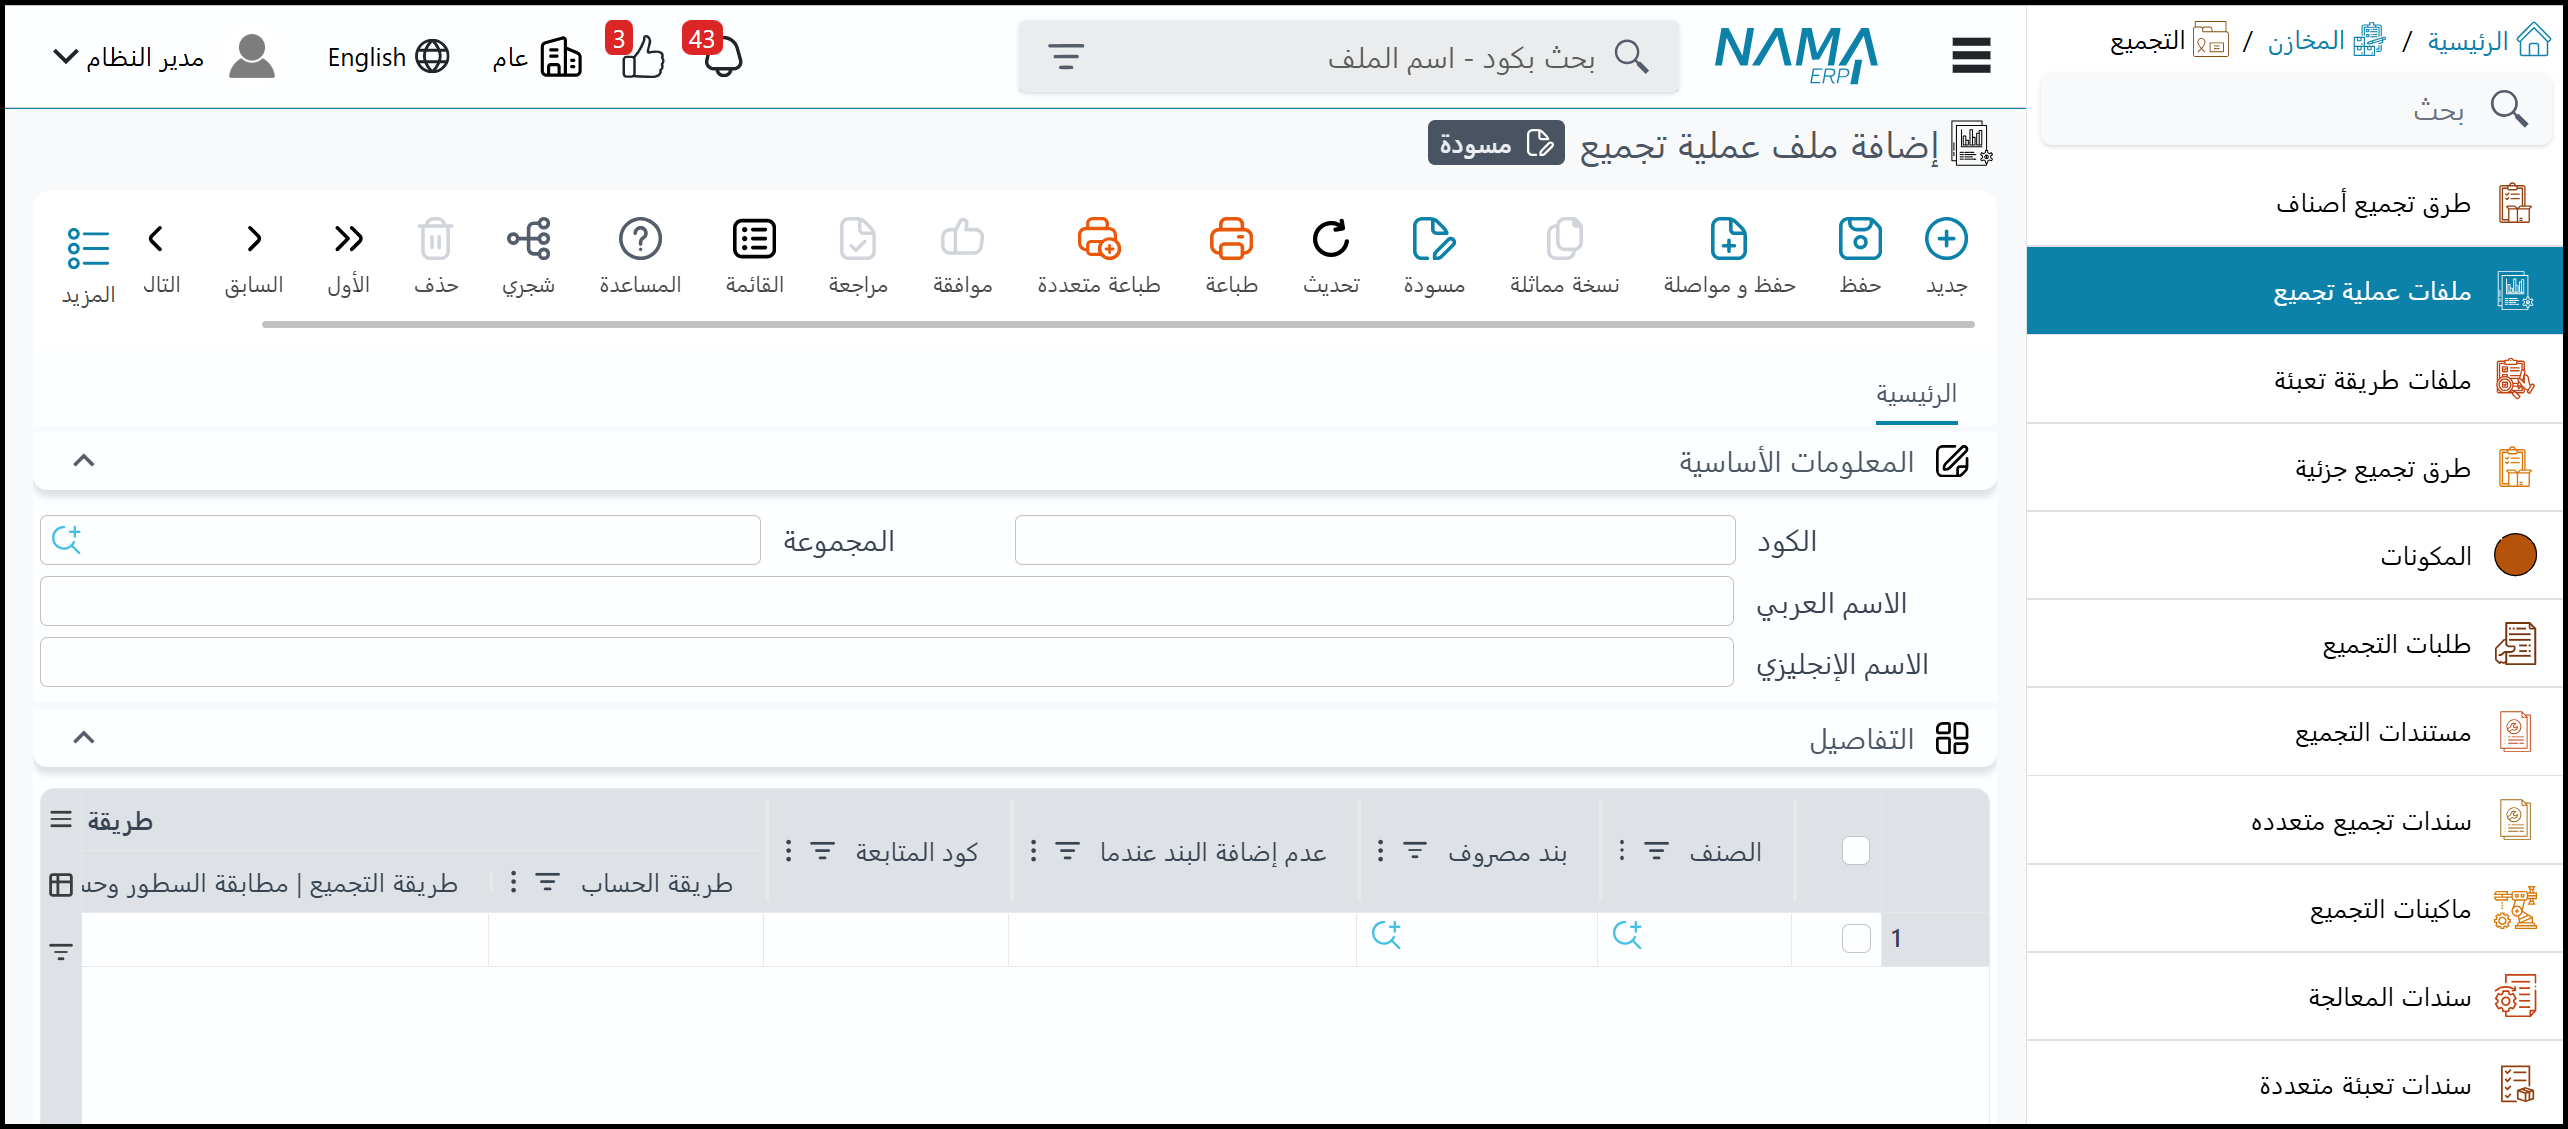 الرئيسية / المخازن / التجميع
بحث
طرق تجميع أصناف
ملفات عملية تجميع
ملفات طريقة تعبئة
طرق تجميع جزئية
المكونات
طلبات التجميع
مستندات التجميع
سندات تجميع متعدده
ماكينات التجميع
سندات المعالجة
سندات تعبئة متعددة
NAMA ERP
بحث بكود - اسم الملف
43
3
عام
English
مدير النظام
إضافة ملف عملية تجميع
مسودة
جديد
حفظ
حفظ و مواصلة
نسخة مماثلة
مسودة
تحديث
طباعة
طباعة متعددة
موافقة
مراجعة
القائمة
المساعدة
شجري
حذف
الأول
السابق
التال
المزيد
الرئيسية
المعلومات الأساسية
الكود
المجموعة
الاسم العربي
الاسم الإنجليزي
التفاصيل
الصنف
بند مصروف
عدم إضافة البند عندما
كود المتابعة
طريقة
طريقة الحساب
طريقة التجميع | مطابقة السطور وحس
1